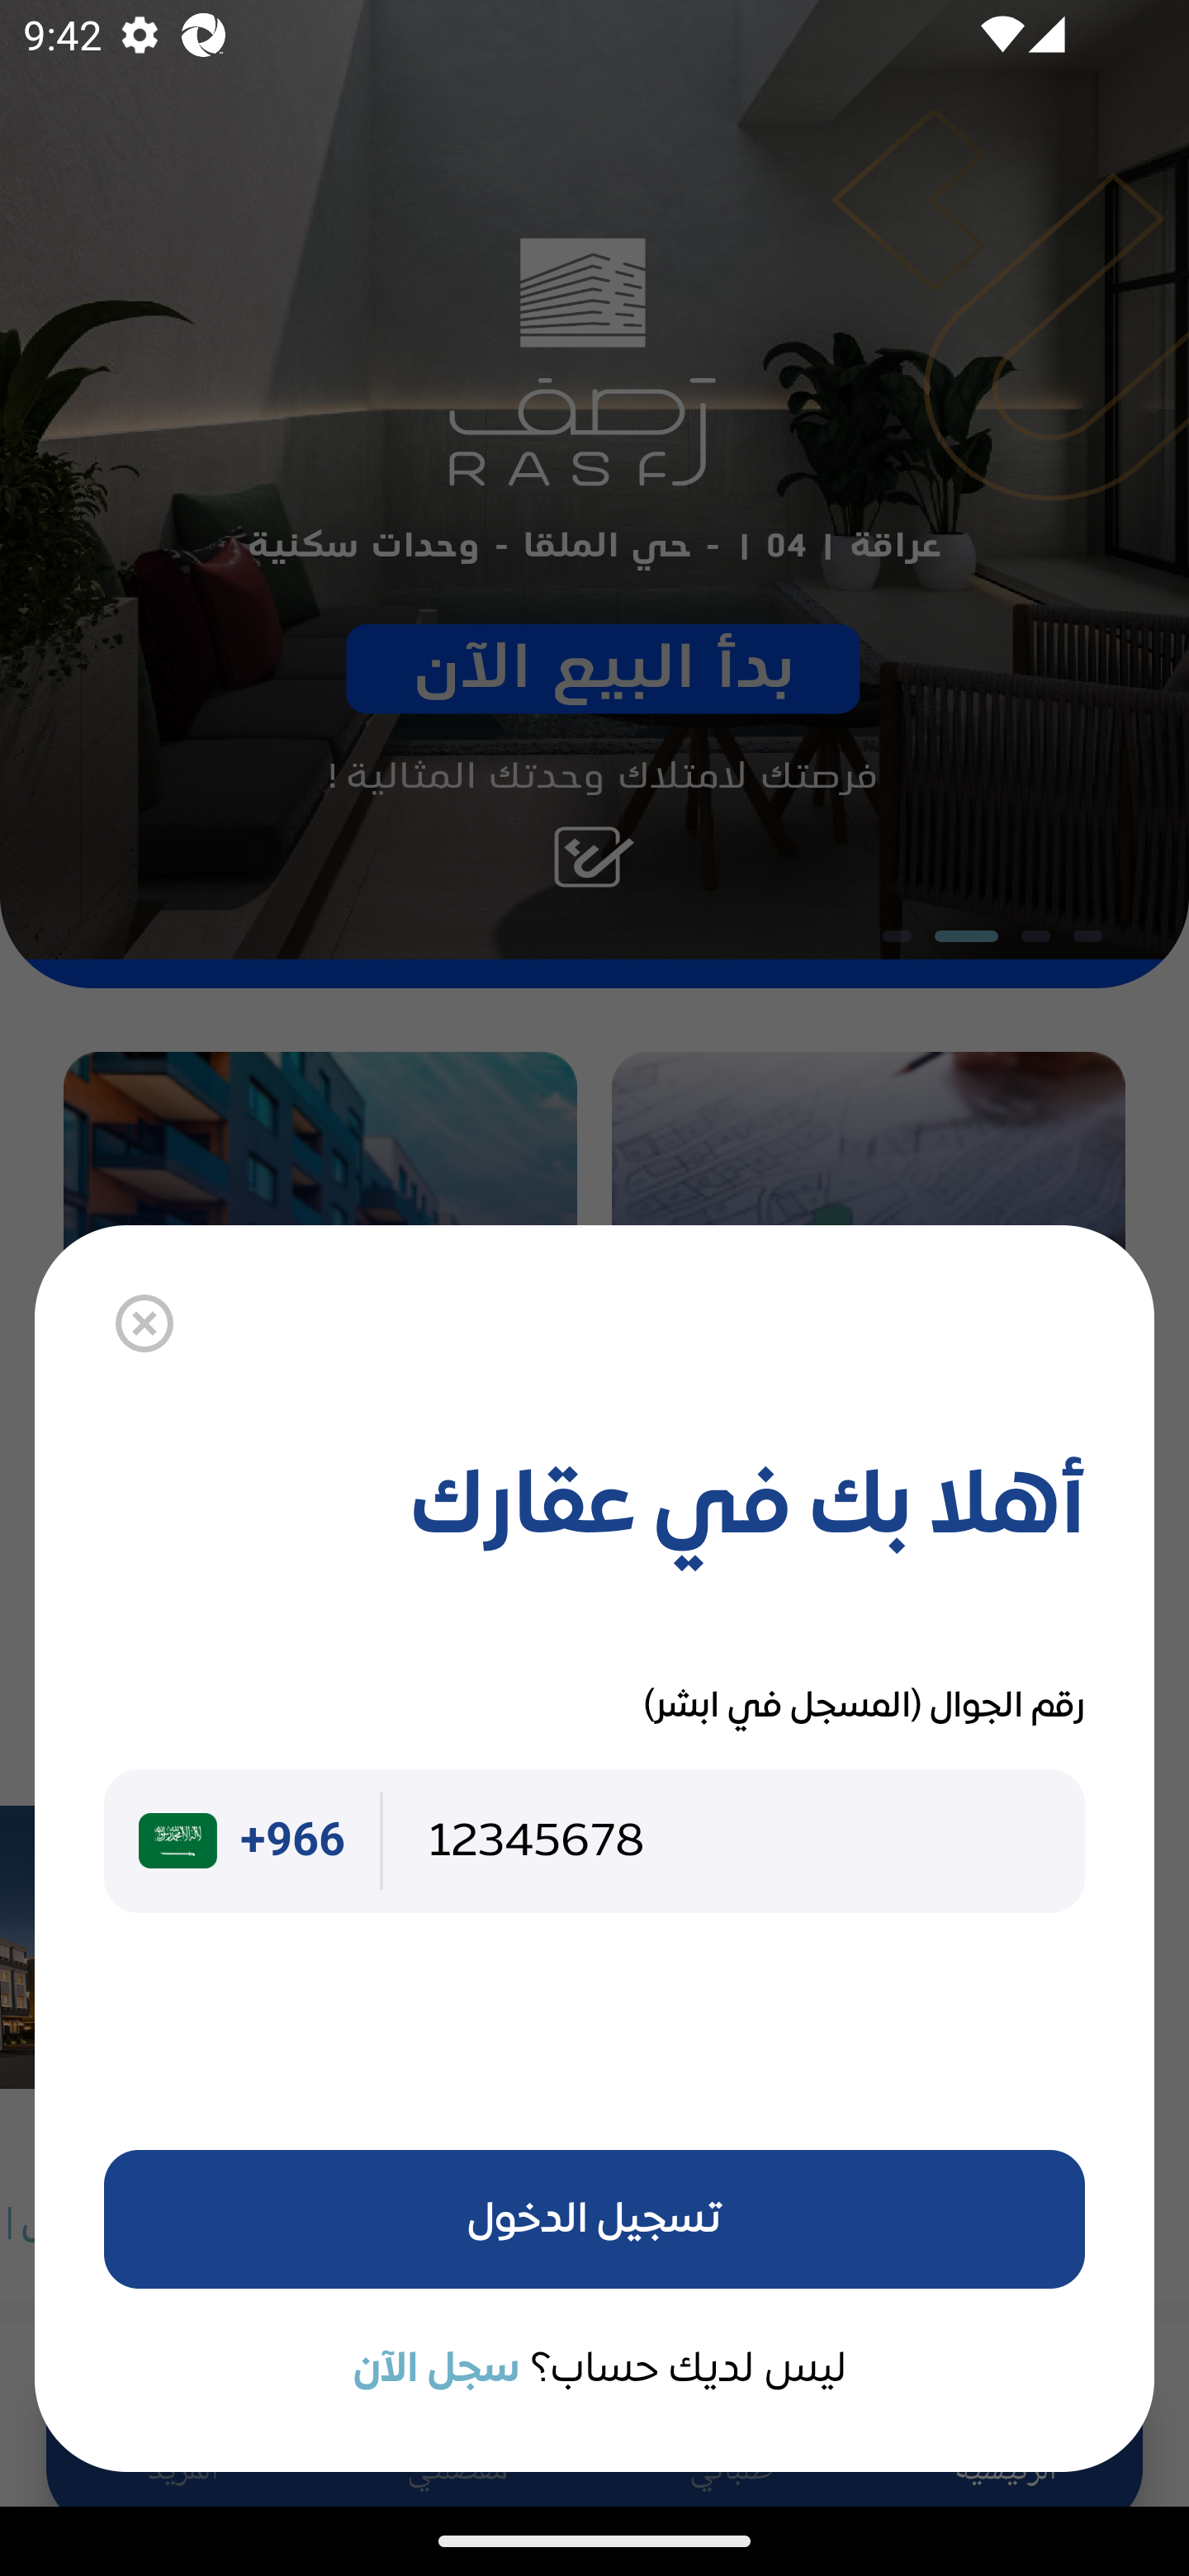 9:42
رَصف
RASF
عراقة | 04 | - حي الملقا - وحدات سكنية
بدأ البيع الآن
فرصتك لامتلاك وحدتك المثالية !
أهلا بك في عقارك
رقم الجوال (المسجل في ابشر)
+966 12345678
تسجيل الدخول
ليس لديك حساب؟ سجل الآن